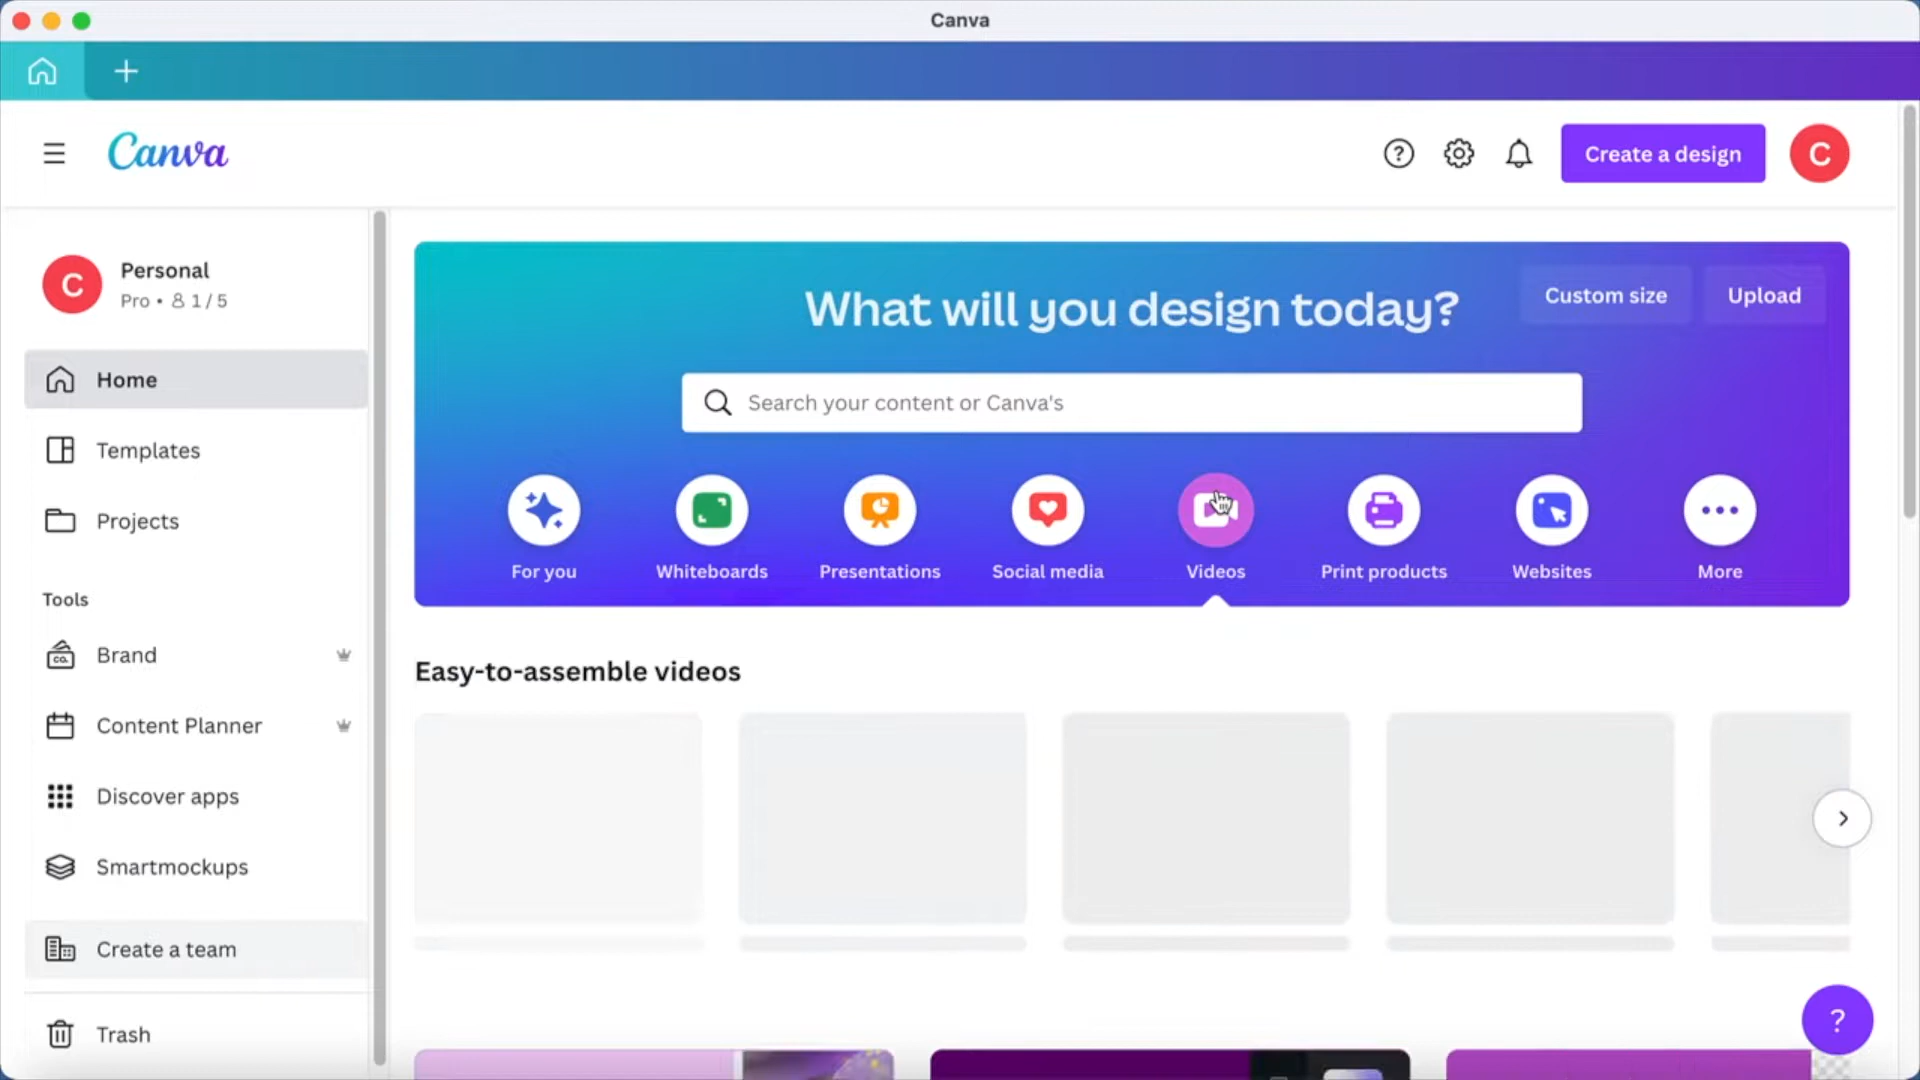 Canva
Canva
?
Create a design
C
C
Personal
Pro • 1 / 5
Home
Templates
Projects
Tools
CO.
Brand
Content Planner
Discover apps
Smartmockups
Create a team
Trash
What will you design today?
Custom size
Upload
Search your content or Canva's
For you
Whiteboards
Presentations
Social media
Videos
Print products
Websites
More
Easy-to-assemble videos
?